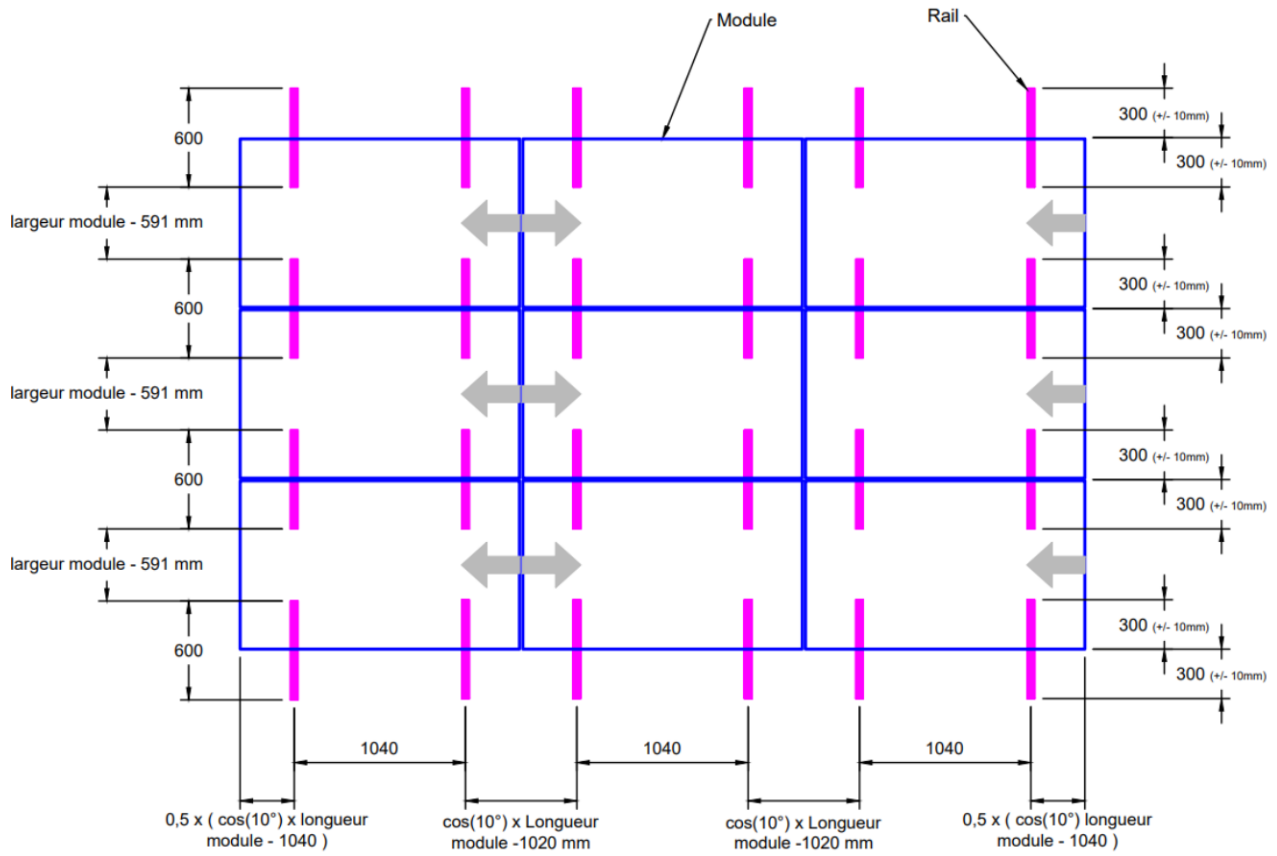 Module
Rail
600
300 (+/- 10mm)
300 (+/- 10mm)
largeur module - 591 mm
600
300 (+/- 10mm)
300 (+/- 10mm)
largeur module - 591 mm
600
300 (+/- 10mm)
300 (+/- 10mm)
largeur module - 591 mm
600
300 (+/- 10mm)
300 (+/- 10mm)
1040
1040
1040
0,5 x ( cos(10°) x longueur
module - 1040 )
cos(10°) x Longueur
module -1020 mm
cos(10°) x Longueur
module -1020 mm
0,5 x ( cos(10°) longueur
module - 1040 )